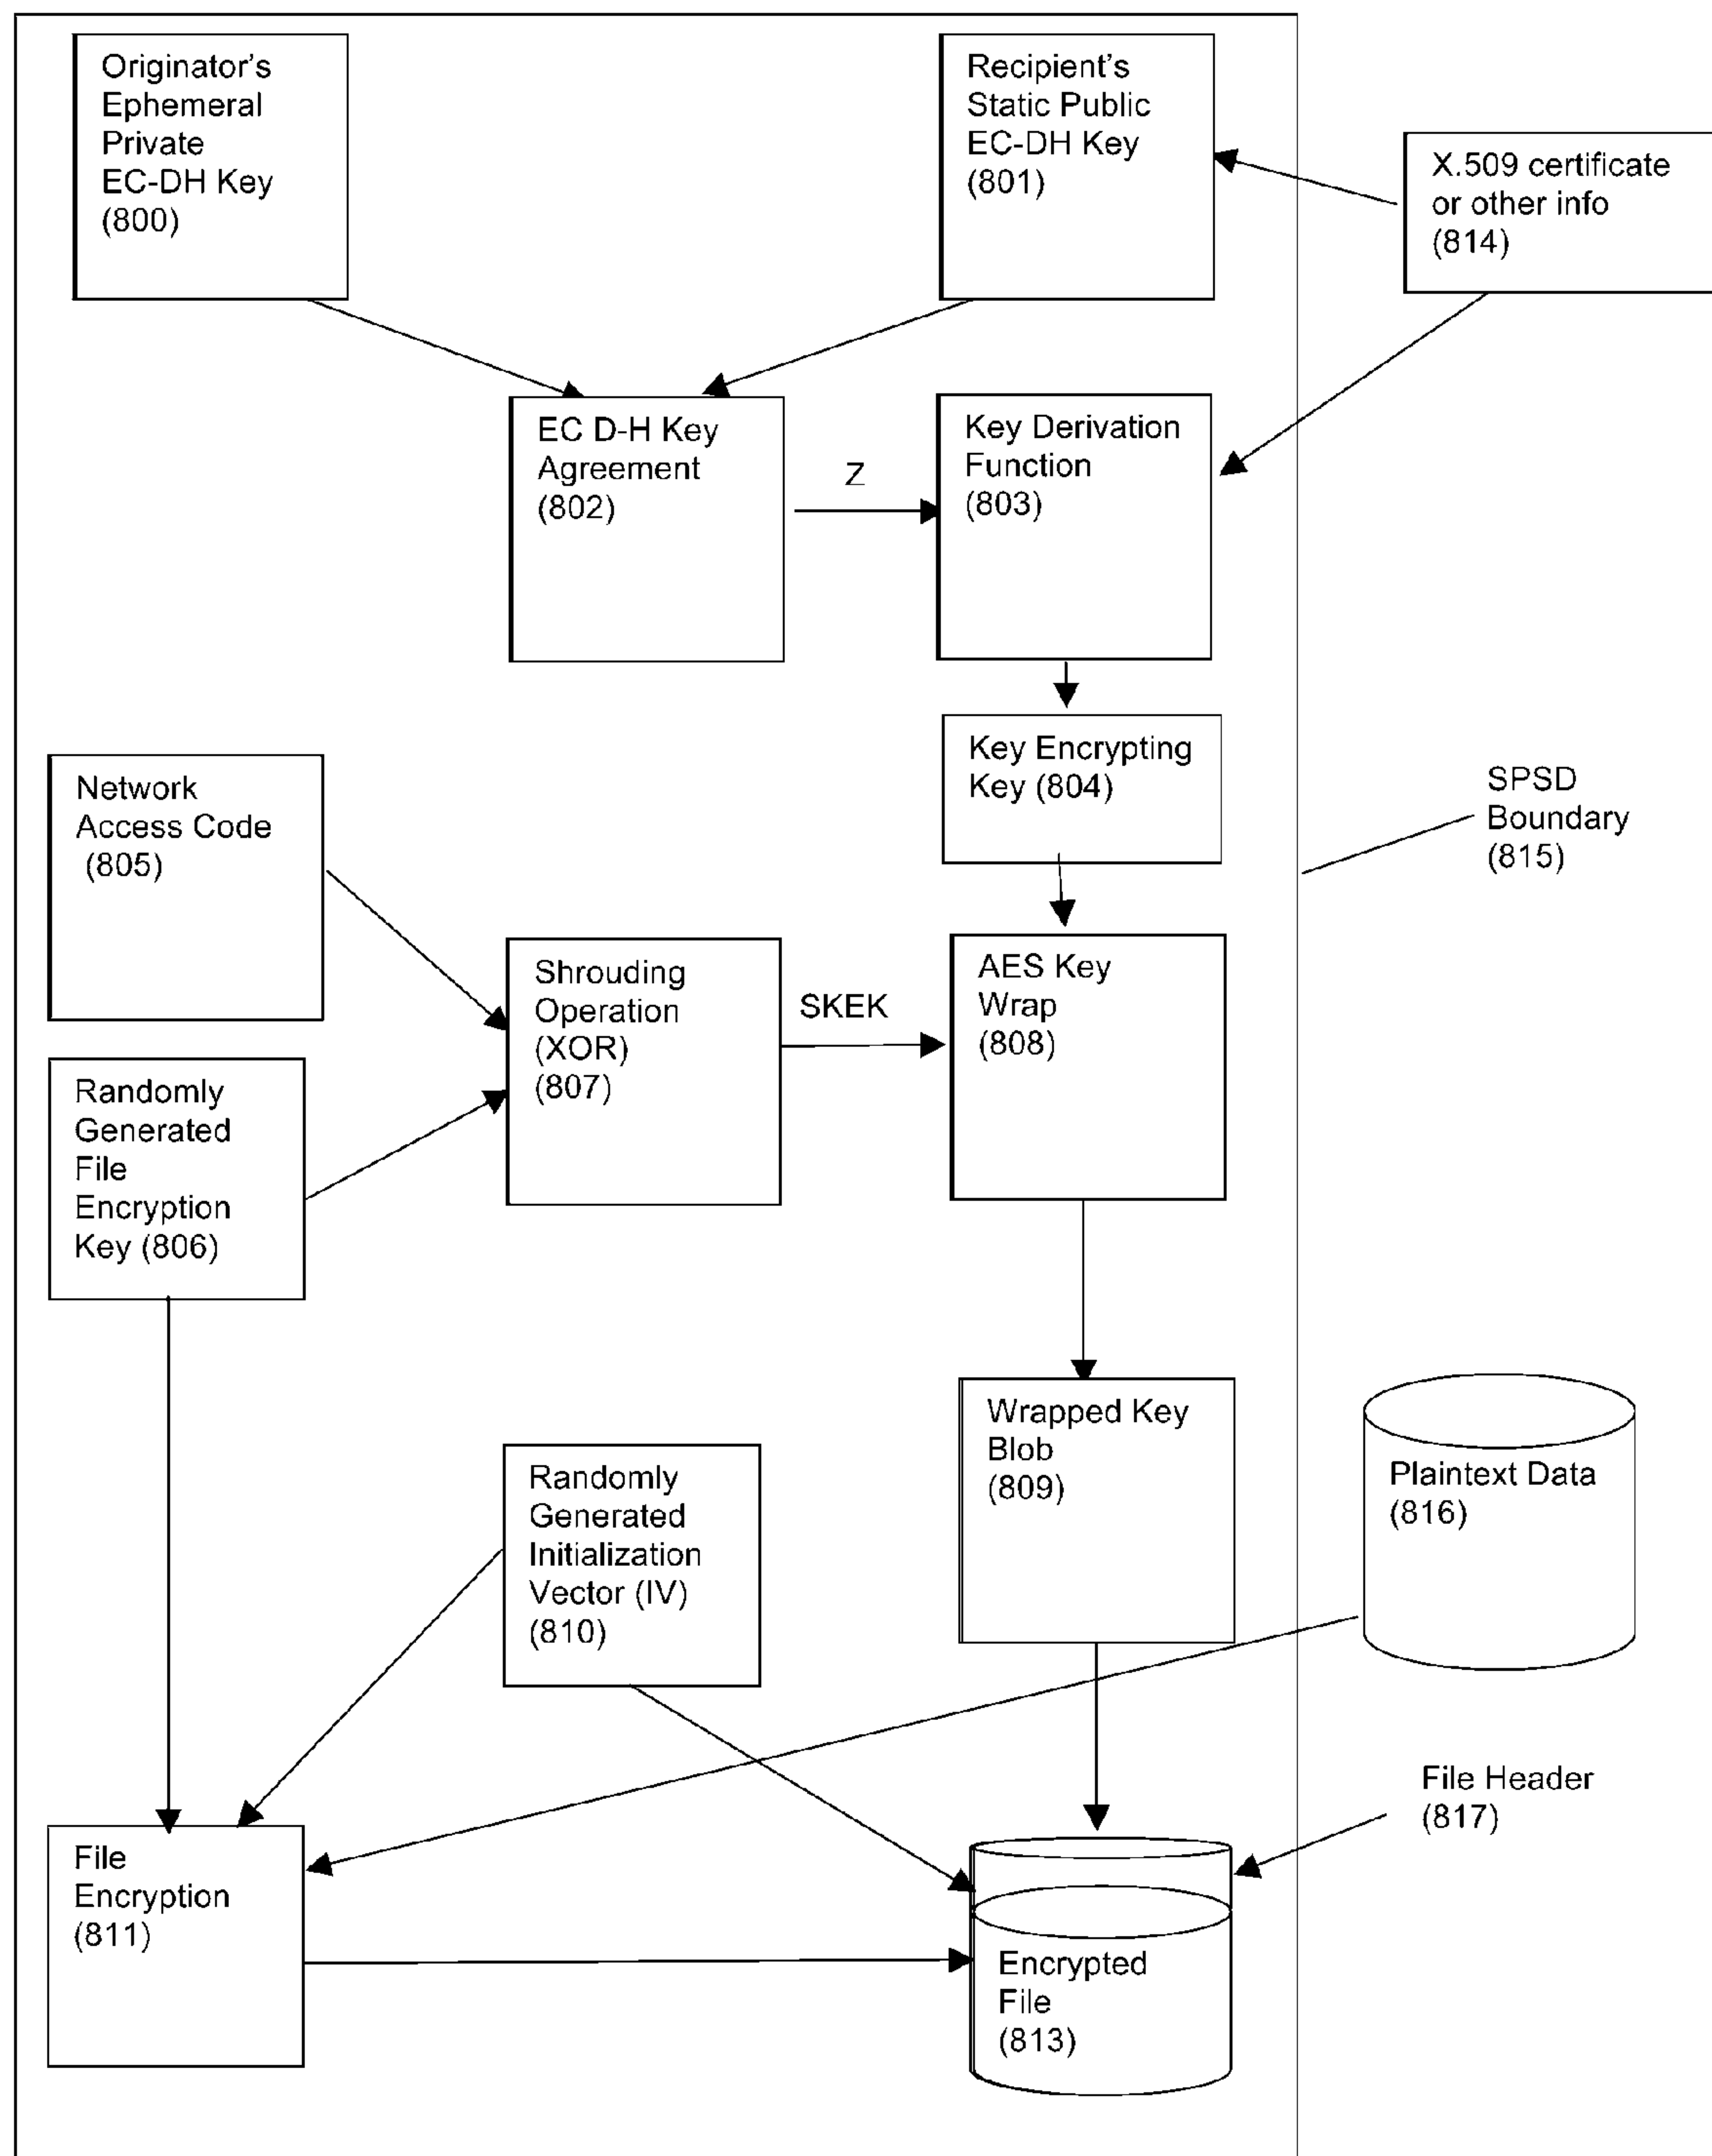 Originator's
Ephemeral
Private
EC-DH Key
(800)
Recipient's
Static Public
EC-DH Key
(801)
X.509 certificate
or other info
(814)
EC D-H Key
Agreement
(802)
Z
Key Derivation
Function
(803)
Key Encrypting
Key (804)
Network
Access Code
(805)
SPSD
Boundary
(815)
Shrouding
Operation
(XOR)
(807)
SKEK
AES Key
Wrap
(808)
Randomly
Generated
File
Encryption
Key (806)
Wrapped Key
Blob
(809)
Plaintext Data
(816)
Randomly
Generated
Initialization
Vector (IV)
(810)
File Header
(817)
File
Encryption
(811)
Encrypted
File
(813)